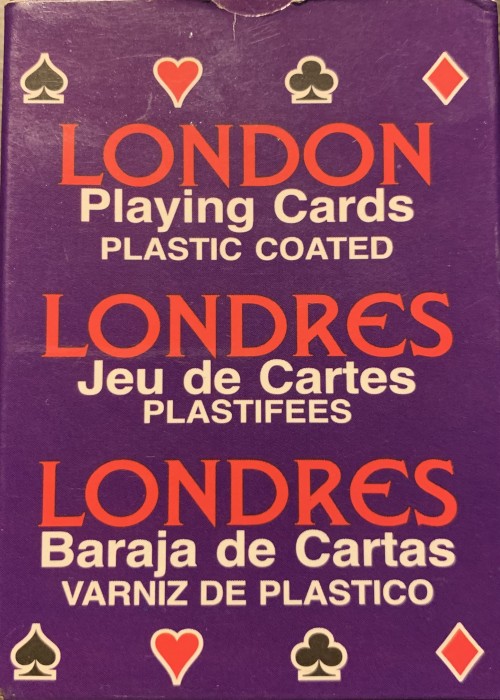 LONDON
Playing Cards
PLASTIC COATED
LONDRES
Jeu de Cartes
PLASTIFEES
LONDRES
Baraja de Cartas
VARNIZ DE PLASTICO